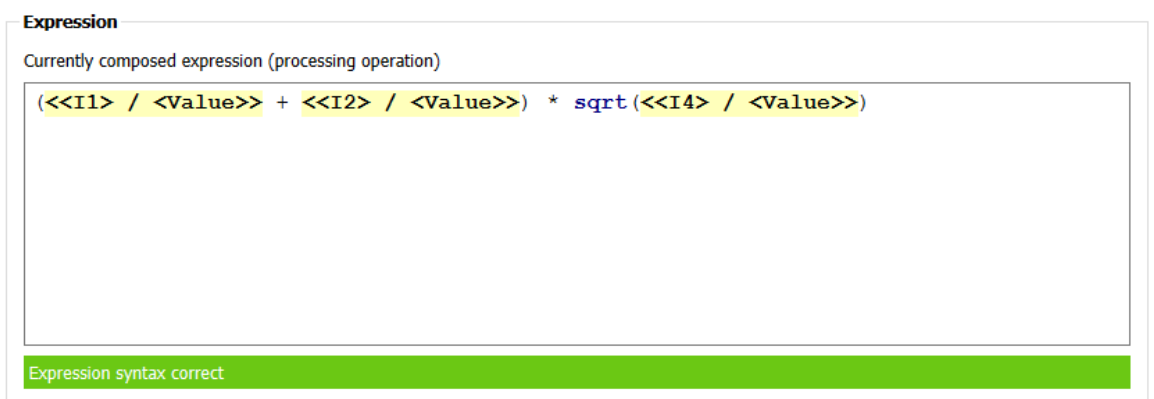 Expression
Currently composed expression (processing operation)
(<<I1> / <Value>> + <<I2> / <Value>>) * sqrt(<<I4> / <Value>>)
Expression syntax correct